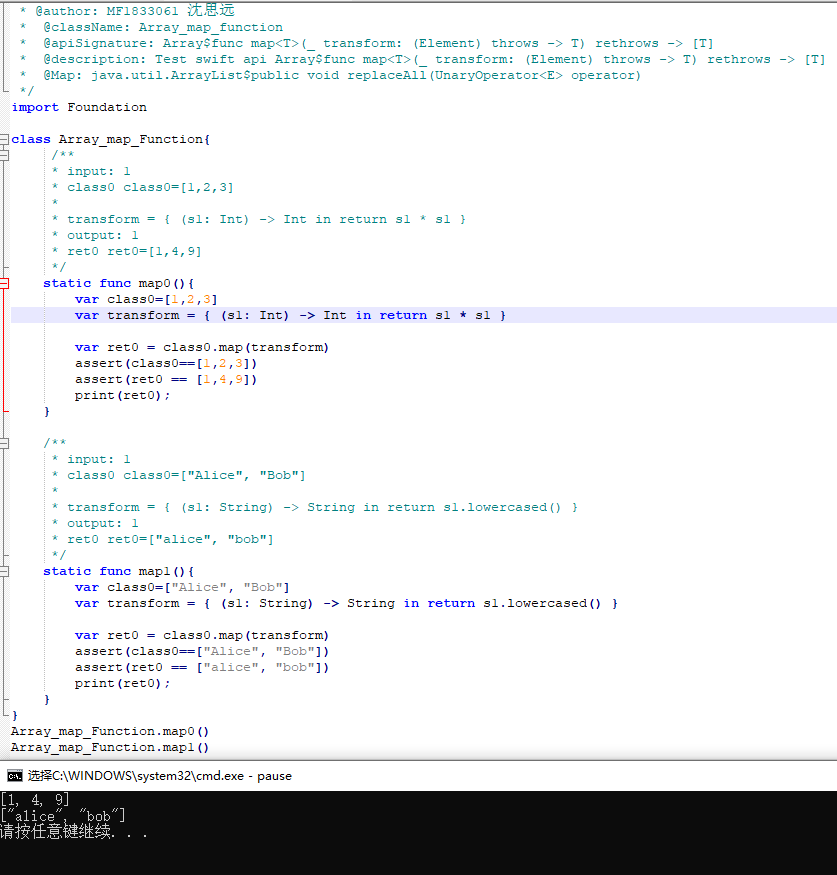 * @author: MF1833061 沈思远
* @className: Array_map_function
* @apiSignature: Array$func map<T>(_ transform: (Element) throws -> T) rethrows -> [T]
* @description: Test swift api Array$func map<T>(_ transform: (Element) throws -> T) rethrows -> [T]
* @Map: java.util.ArrayList$public void replaceAll(UnaryOperator<E> operator)
*/
import Foundation
class Array_map_Function{
/**
* input: 1
* class0 class0=[1,2,3]
*
* transform = { (s1: Int) -> Int in return s1 * s1 }
* output: 1
* ret0 ret0=[1,4,9]
*/
static func map0(){
var class0=[1,2,3]
var transform = { (s1: Int) -> Int in return s1 * s1 }
var ret0 = class0.map(transform)
assert(class0==[1,2,3])
assert(ret0 == [1,4,9])
print(ret0);
}
/**
* input: 1
* class0 class0=["Alice", "Bob"]
*
* transform = { (s1: String) -> String in return s1.lowercased() }
* output: 1
* ret0 ret0=["alice", "bob"]
*/
static func map1(){
var class0=["Alice", "Bob"]
var transform = { (s1: String) -> String in return s1.lowercased() }
var ret0 = class0.map(transform)
assert(class0==["Alice", "Bob"])
assert(ret0 == ["alice", "bob"])
print(ret0);
}
}
Array_map_Function.map0()
Array_map_Function.map1()
选择C:\WINDOWS\system32\cmd.exe - pause
[1, 4, 9]
["alice", "bob"]
请按任意键继续. . .